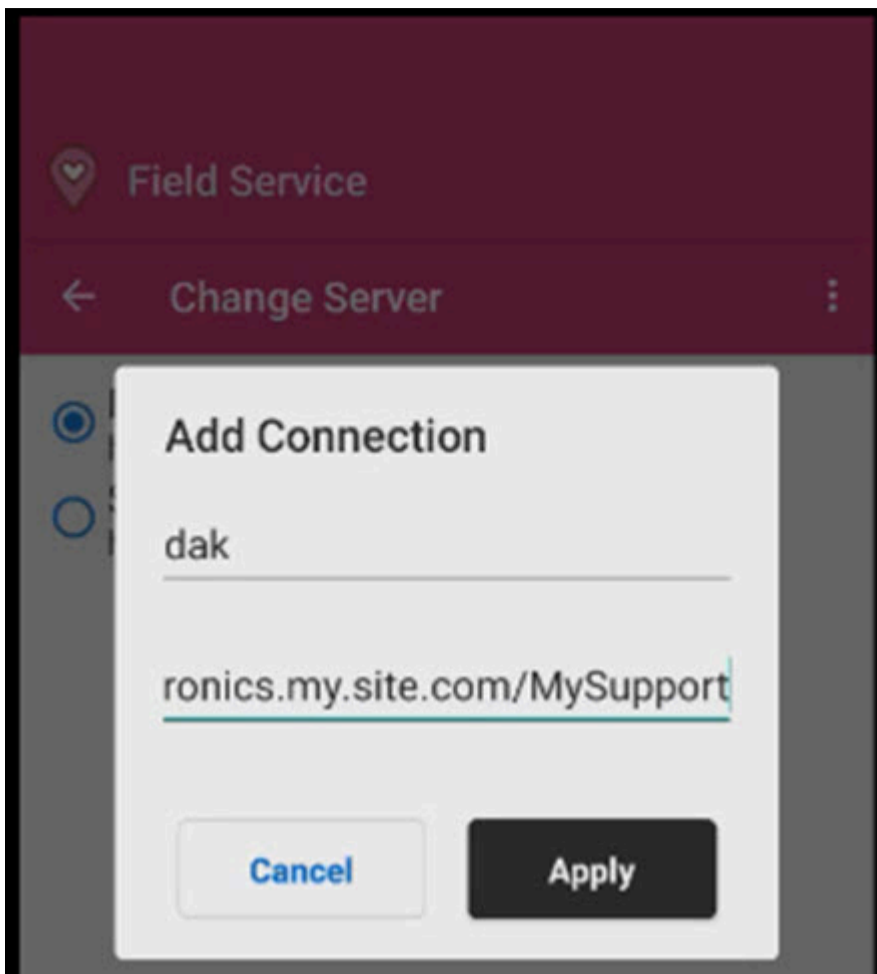 Field Service
Change Server
Add Connection
dak
ronics.my.site.com/MySupport
Cancel
Apply